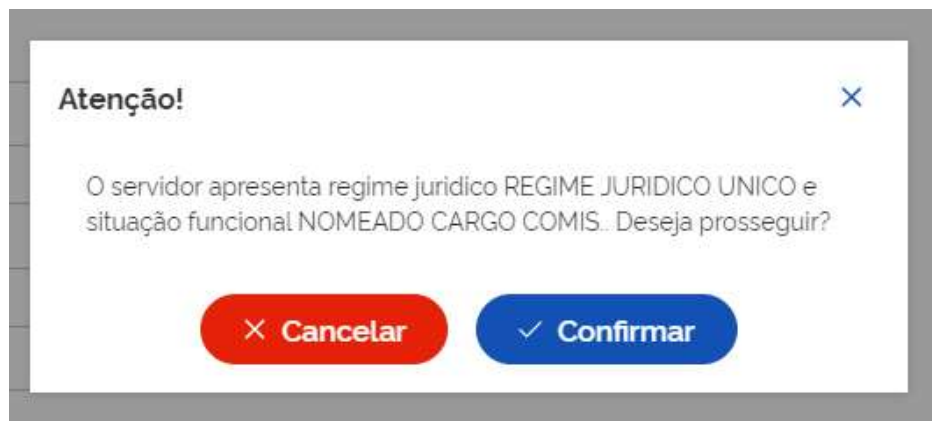 Atenção!
O servidor apresenta regime juridico REGIME JURIDICO UNICO e
situação funcional NOMEADO CARGO COMIS.. Deseja prosseguir?
Cancelar
Confirmar